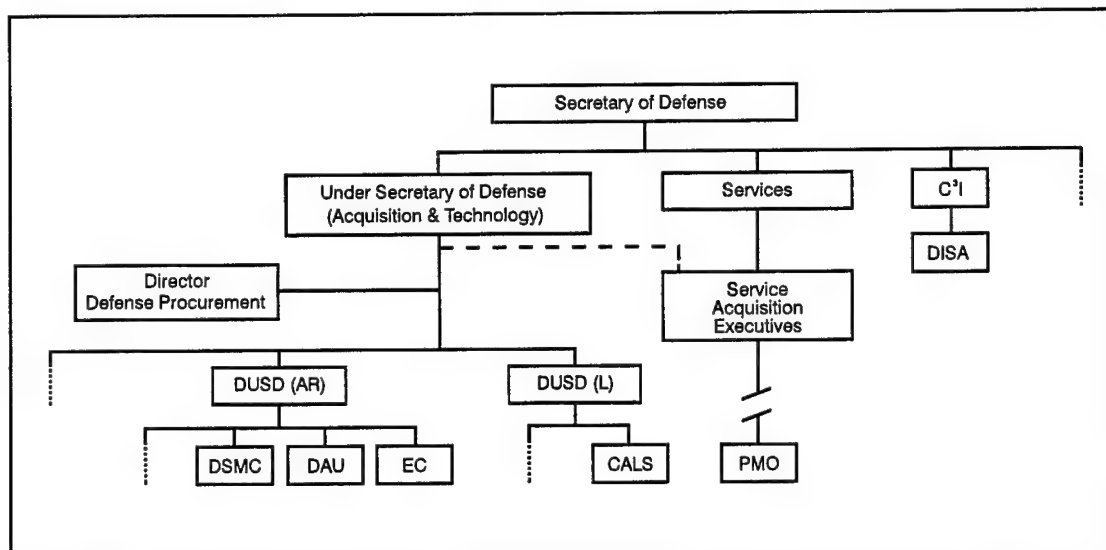 Secretary of Defense
Under Secretary of Defense
(Acquisition & Technology)
Services
C³I
DISA
Director
Defense Procurement
Service
Acquisition
Executives
DUSD (AR)
DUSD (L)
DSMC
DAU
EC
CALS
PMO